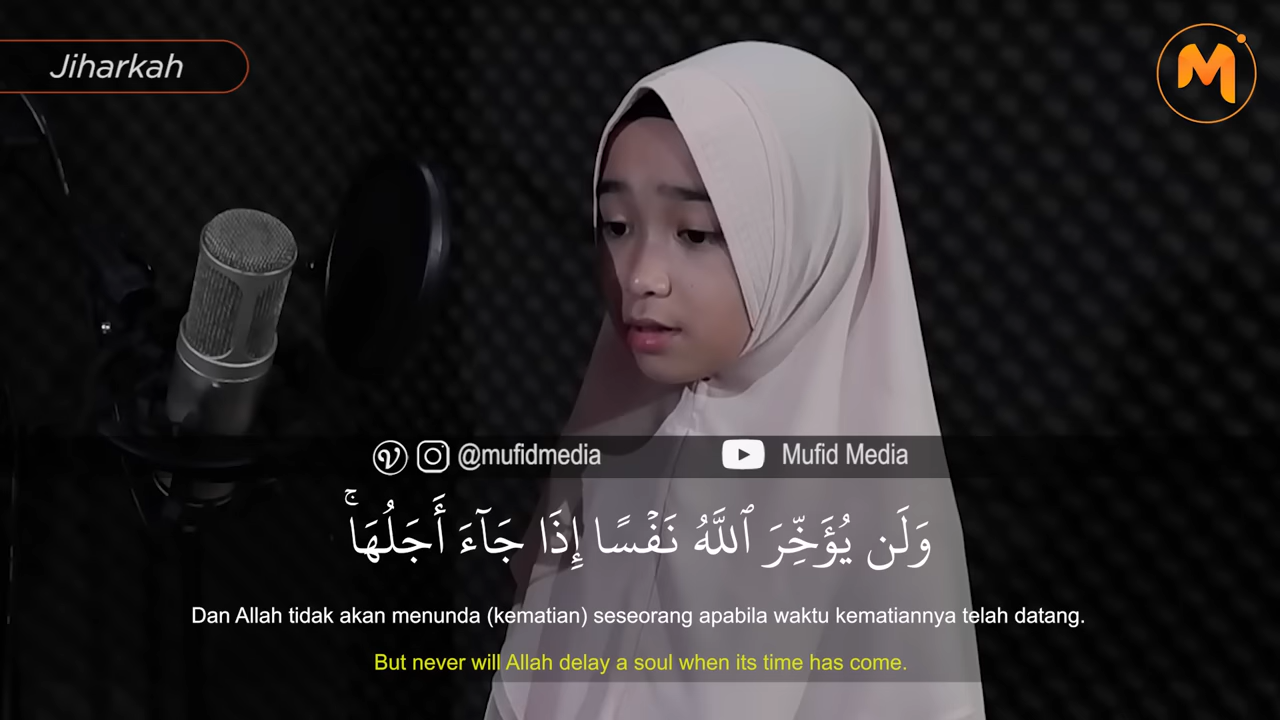 Jiharkah
M
@mufidmedia
Mufid Media
وَلَن يُؤَخِّرَ ٱللَّهُ نَفْسًا إِذَا جَآءَ أَجَلُهَاۚ
Dan Allah tidak akan menunda (kematian) seseorang apabila waktu kematiannya telah datang.
But never will Allah delay a soul when its time has come.